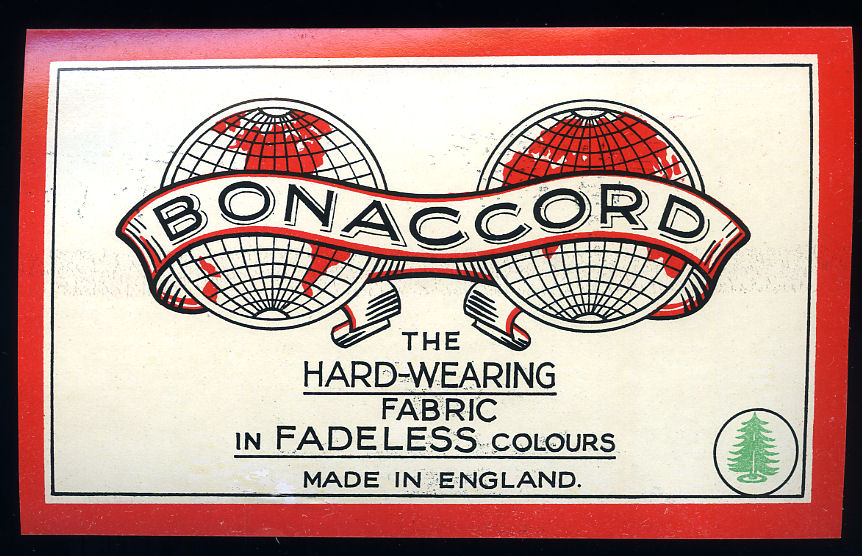 BONACCORD
THE
HARD-WEARING
FABRIC
IN FADELESS COLOURS
MADE IN ENGLAND.